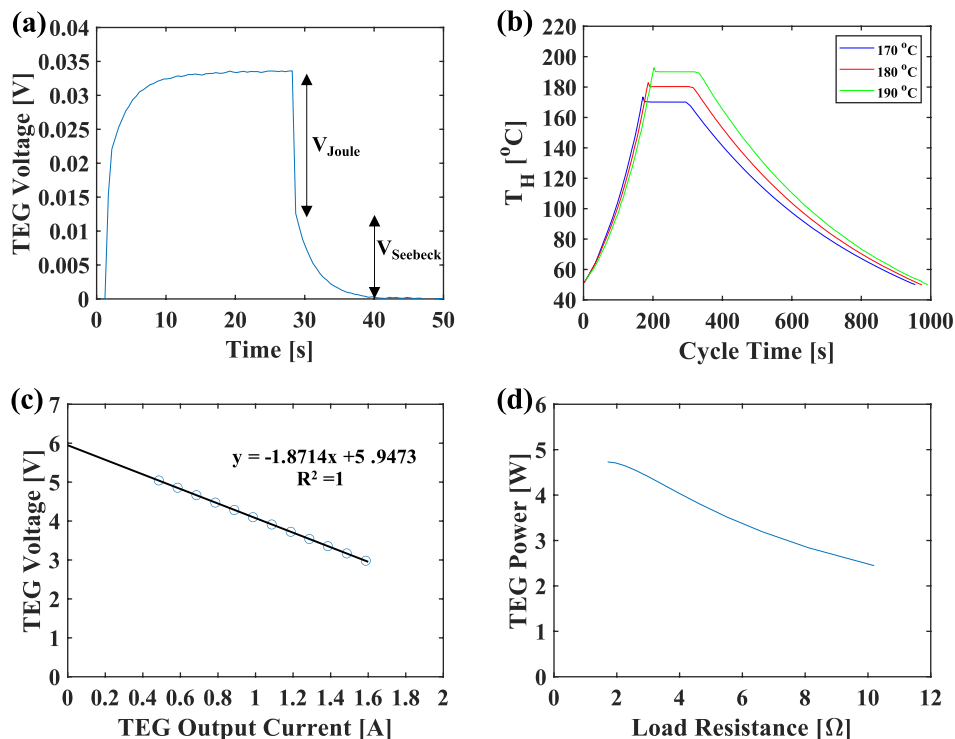 (a)
0.04
0.035
0.03
0.025
0.02
0.015
0.01
0.005
0
TEG Voltage [V]
V_Joule
V_Seebeck
0 10 20 30 40 50
Time [s]
(b)
220
200
180
160
140
120
100
80
60
40
T_H [°C]
170 °C
180 °C
190 °C
0 200 400 600 800 1000
Cycle Time [s]
(c)
7
6
5
4
3
2
1
0
TEG Voltage [V]
y = -1.8714x +5 .9473
R² =1
0 0.2 0.4 0.6 0.8 1 1.2 1.4 1.6 1.8 2
TEG Output Current [A]
(d)
6
5
4
3
2
1
0
TEG Power [W]
0 2 4 6 8 10 12
Load Resistance [Ω]